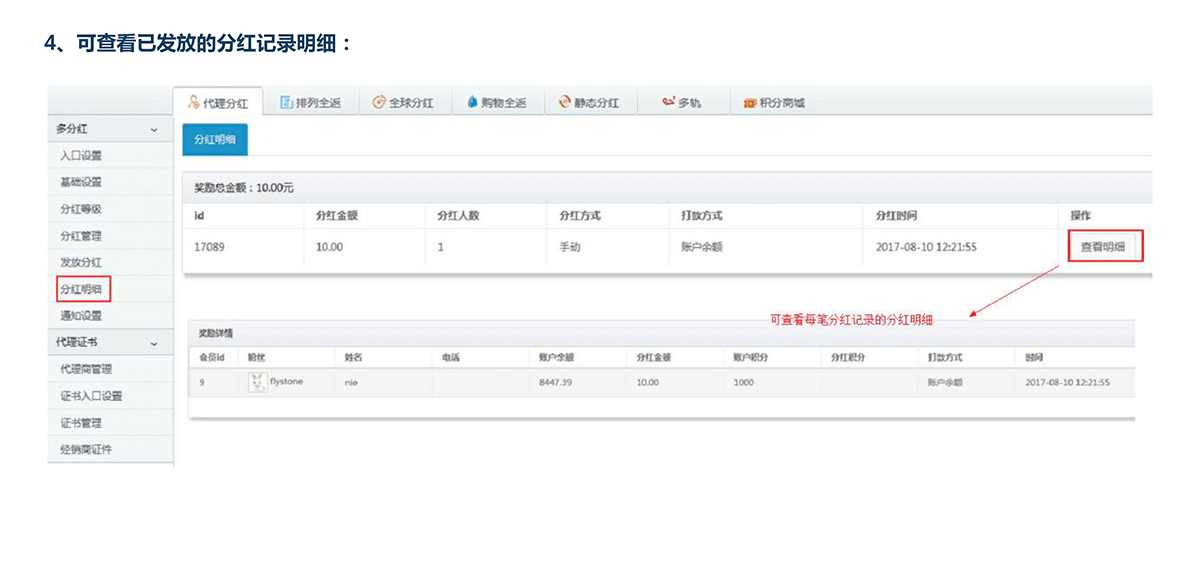 4、可查看已发放的分红记录明细：
代理分红 排列全返 全球分红 购物全返 静态分红 多轨 积分商城
多分红
入口设置
基础设置
分红等级
分红管理
发放分红
分红明细
通知设置
代理证书
代理商管理
证书入口设置
证书管理
经销商证件
分红明细
奖励总金额：10.00元
id 分红金额 分红人数 分红方式 打款方式 分红时间 操作
17089 10.00 1 手动 账户余额 2017-08-10 12:21:55 查看明细
可查看每笔分红记录的分红明细
奖励详情
会员id 粉丝 姓名 电话 账户余额 分红金额 账户积分 分红积分 打款方式 时间
9 flystone nie 8447.39 10.00 1000 账户余额 2017-08-10 12:21:55